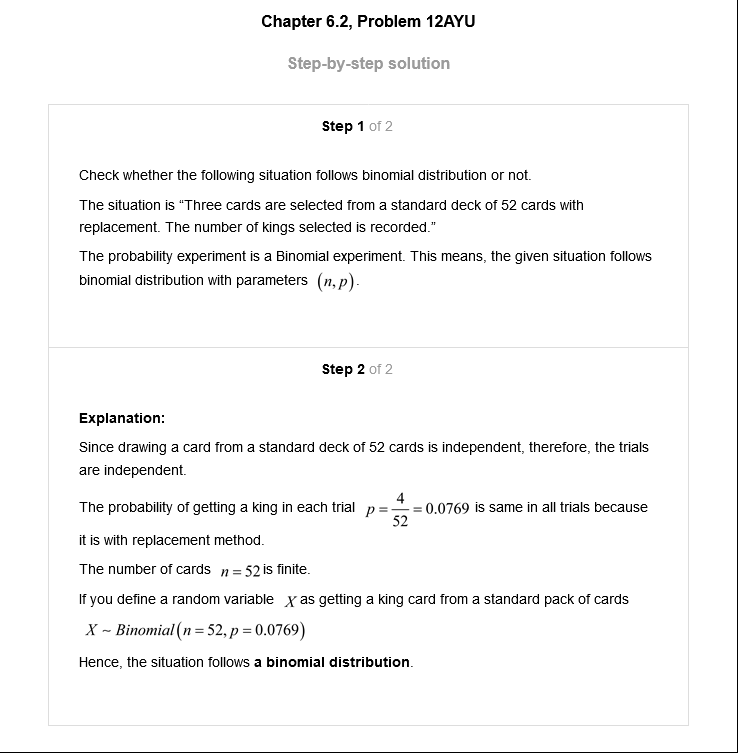 Chapter 6.2, Problem 12AYU
Step-by-step solution
Step 1 of 2
Check whether the following situation follows binomial distribution or not.
The situation is “Three cards are selected from a standard deck of 52 cards with
replacement. The number of kings selected is recorded.”
The probability experiment is a Binomial experiment. This means, the given situation follows
binomial distribution with parameters (n, p).
Step 2 of 2
Explanation:
Since drawing a card from a standard deck of 52 cards is independent, therefore, the trials
are independent.
The probability of getting a king in each trial p = 4/52 = 0.0769 is same in all trials because
it is with replacement method.
The number of cards n = 52 is finite.
If you define a random variable X as getting a king card from a standard pack of cards
X ~ Binomial(n = 52, p = 0.0769)
Hence, the situation follows a binomial distribution.